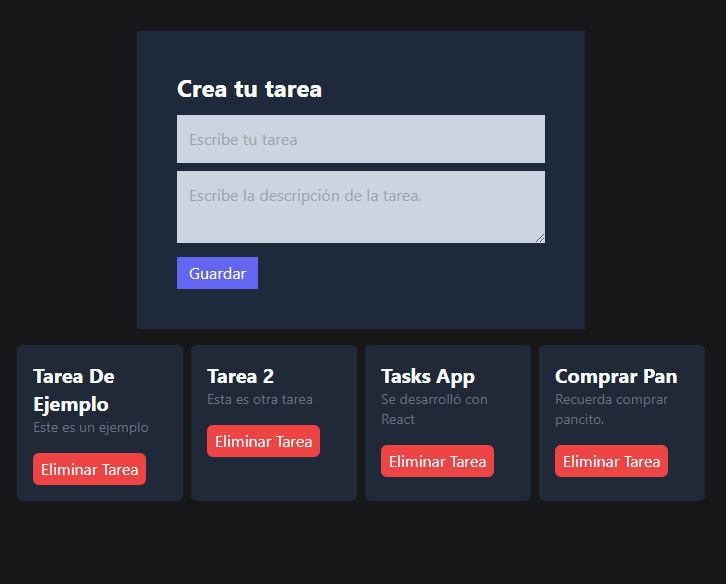 Crea tu tarea
Escribe tu tarea
Escribe la descripción de la tarea.
Guardar
Tarea De
Ejemplo
Este es un ejemplo
Eliminar Tarea
Tarea 2
Esta es otra tarea
Eliminar Tarea
Tasks App
Se desarrolló con
React
Eliminar Tarea
Comprar Pan
Recuerda comprar
pancito.
Eliminar Tarea